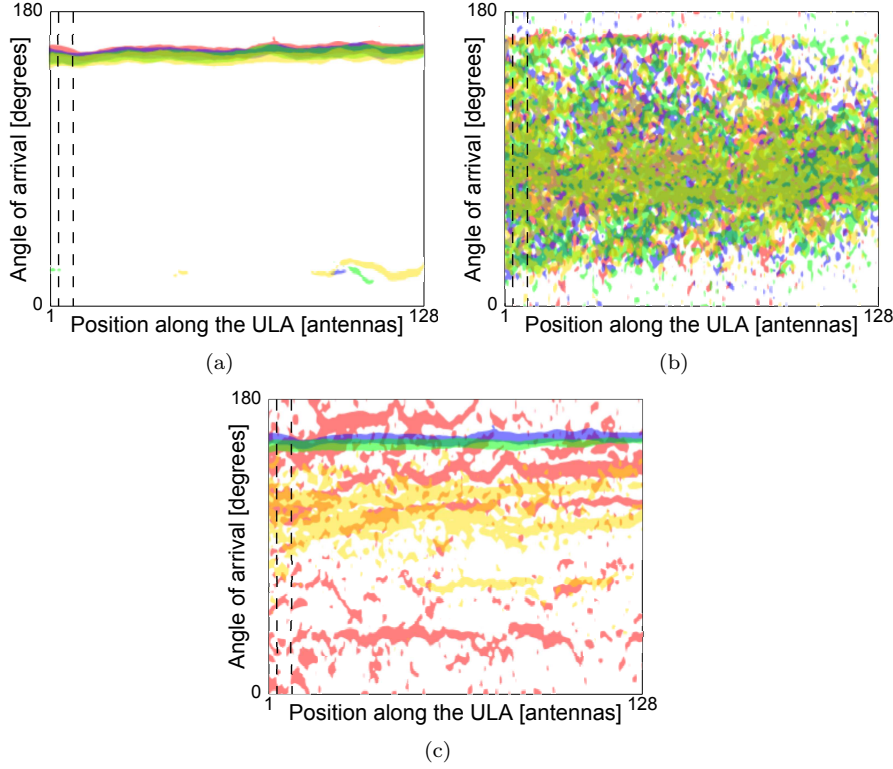 180
Angle of arrival [degrees]
0
1
Position along the ULA [antennas]
128
(a)
180
Angle of arrival [degrees]
0
1
Position along the ULA [antennas]
128
(b)
180
Angle of arrival [degrees]
0
1
Position along the ULA [antennas]
128
(c)